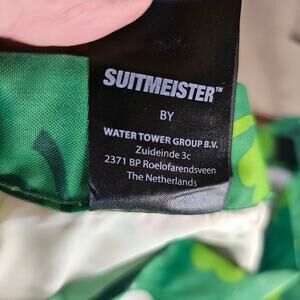 SUITMEISTER™
BY
WATER TOWER GROUP B.V.
Zuideinde 3c
2371 BP Roelofarendsveen
The Netherlands